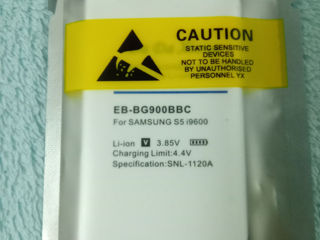 CAUTION
STATIC SENSITIVE
DEVICES
NOT TO BE HANDLED
BY UNAUTHORISED
PERSONNEL YX
EB-BG900BBC
For SAMSUNG S5 i9600
Li-ion V 3.85V
Charging Limit:4.4V
Specification:SNL-1120A